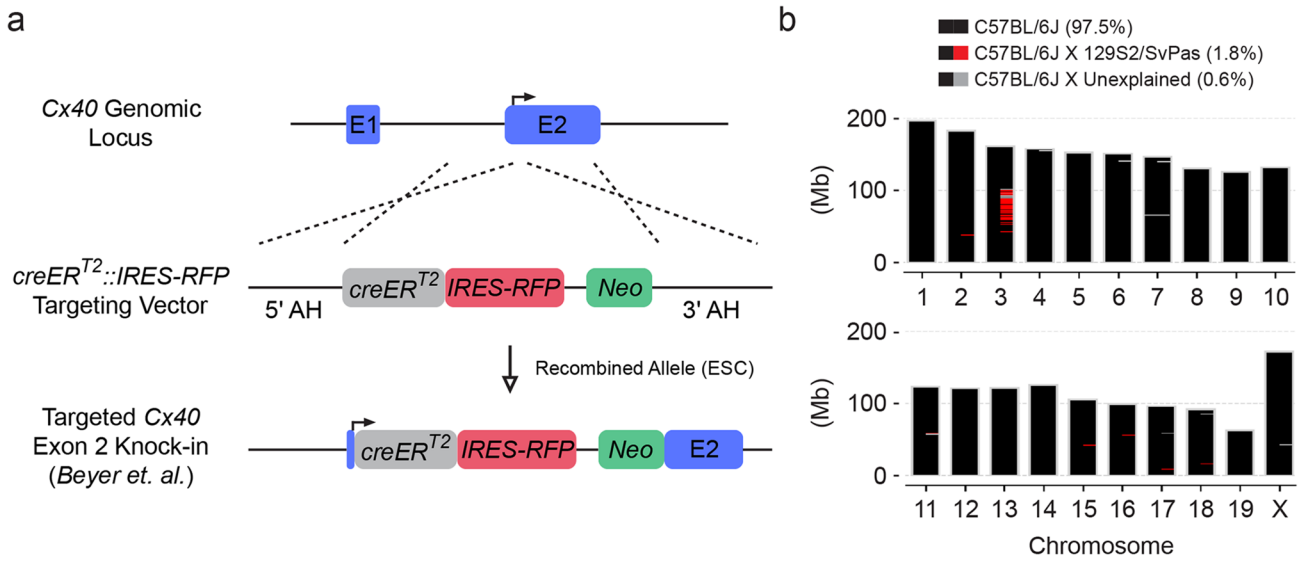 a
Cx40 Genomic
Locus
E1
E2
creERT2::IRES-RFP
Targeting Vector
creERT2
IRES-RFP
Neo
5' AH
3' AH
Recombined Allele (ESC)
Targeted Cx40
Exon 2 Knock-in
(Beyer et. al.)
creERT2
IRES-RFP
Neo
E2
b
C57BL/6J (97.5%)
C57BL/6J X 129S2/SvPas (1.8%)
C57BL/6J X Unexplained (0.6%)
200
100
0
(Mb)
1 2 3 4 5 6 7 8 9 10
200
100
0
(Mb)
11 12 13 14 15 16 17 18 19 X
Chromosome